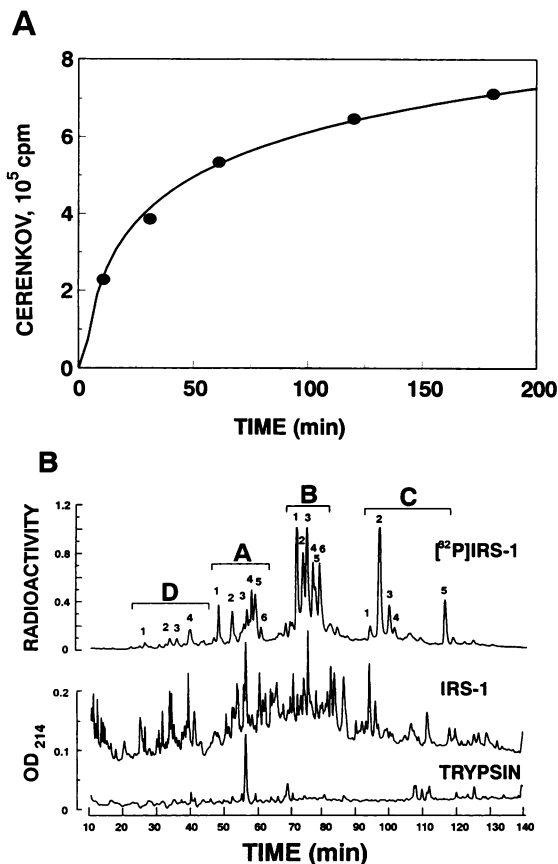 A
8
6
4
2
0
CERENKOV, 10⁵ cpm
0 50 100 150 200
TIME (min)
B
1.2
0.8
0.4
0
RADIOACTIVITY
D
1 2 3 4
A
1 2 3 4 5 6
B
1 2 3 4 5 6
C
1 2 3 4 5
[³²P]IRS-1
0.2
0.1
0
OD₂₁₄
IRS-1
TRYPSIN
10 20 30 40 50 60 70 80 90 100 110 120 130 140
TIME (min)